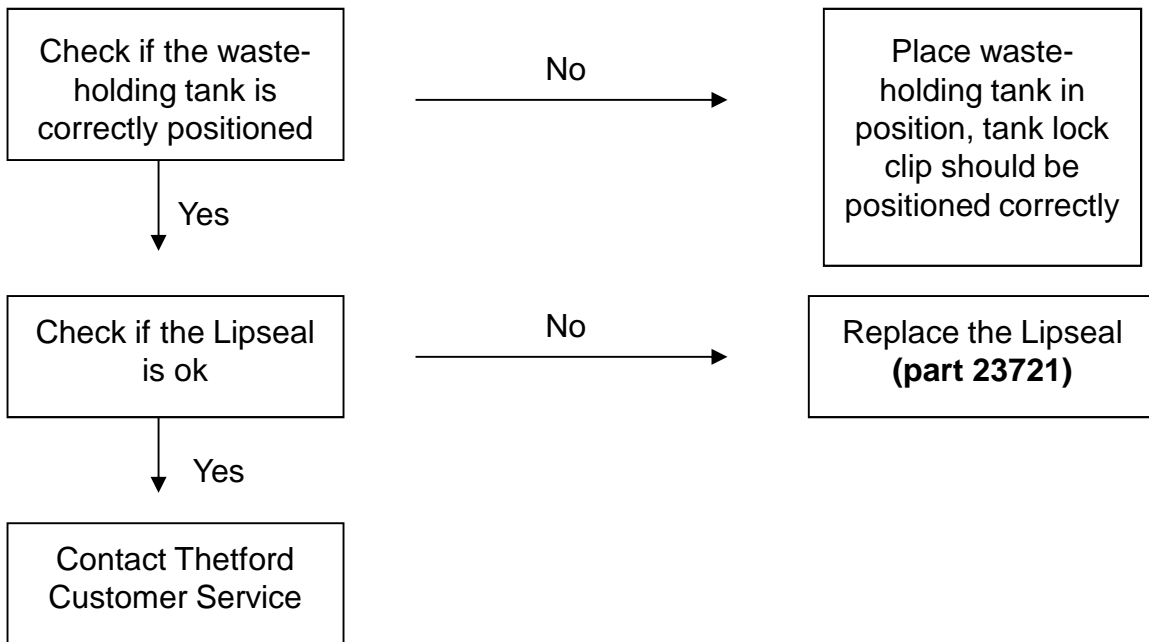 Check if the waste-
holding tank is
correctly positioned
No
Place waste-
holding tank in
position, tank lock
clip should be
positioned correctly
Yes
Check if the Lipseal
is ok
No
Replace the Lipseal
(part 23721)
Yes
Contact Thetford
Customer Service